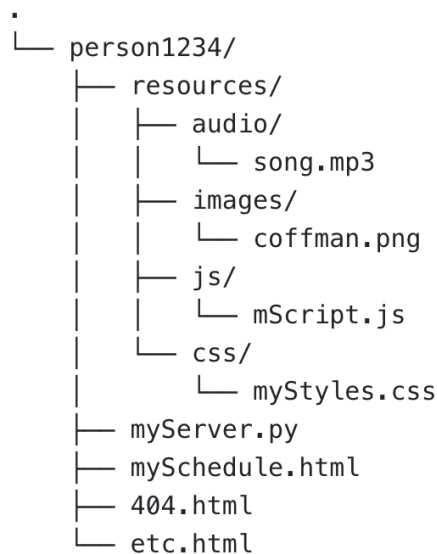 .
└── person1234/
    ├── resources/
    │   ├── audio/
    │   │   └── song.mp3
    │   ├── images/
    │   │   └── coffman.png
    │   ├── js/
    │   │   └── mScript.js
    │   └── css/
    │       └── myStyles.css
    ├── myServer.py
    ├── mySchedule.html
    ├── 404.html
    └── etc.html